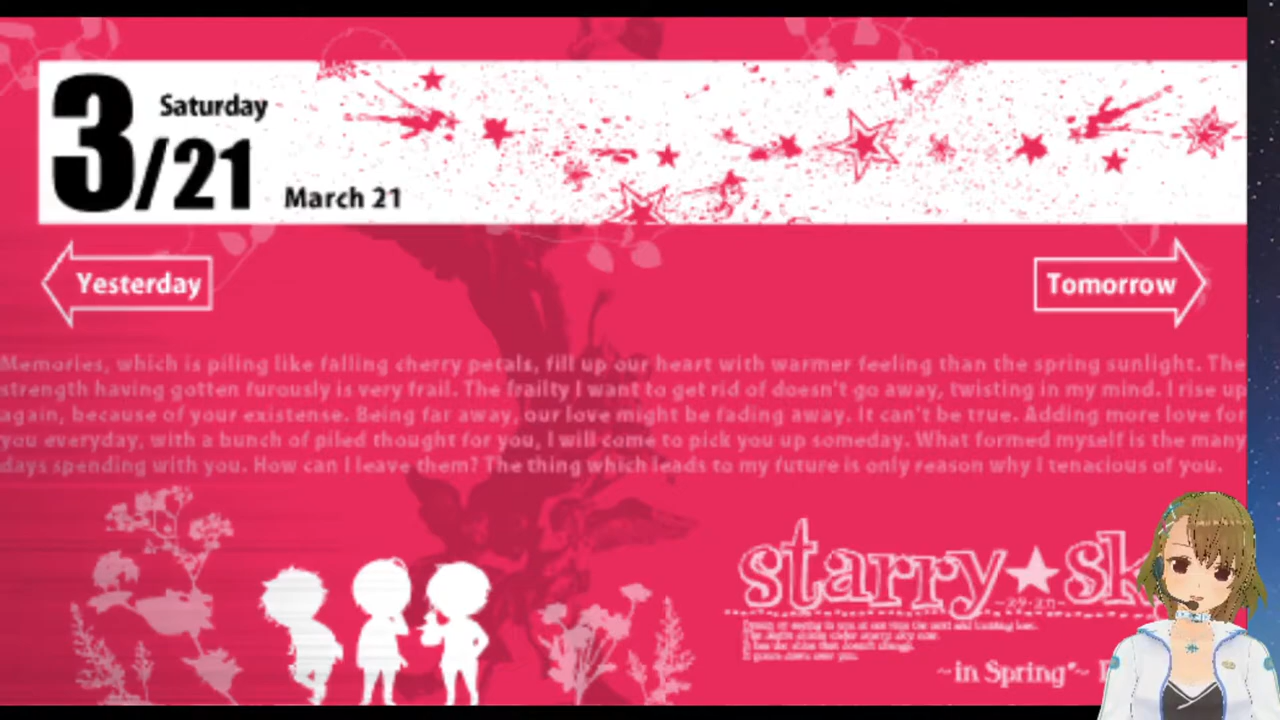 3/21
Saturday
March 21
Yesterday
Tomorrow
Memories, which is piling like falling cherry petals, fill up our heart with warmer feeling than the spring sunlight. The
strength having gotten furously is very frail. The frailty I want to get rid of doesn't go away, twisting in my mind. I rise up
again, because of your existense. Being far away, our love might be fading away. It can't be true. Adding more love for
you everyday, with a bunch of piled thought for you, I will come to pick you up someday. What formed myself is the many
days spending with you. How can I leave them? The thing which leads to my future is only reason why I tenacious of you.
starry★sk
~in Spring~